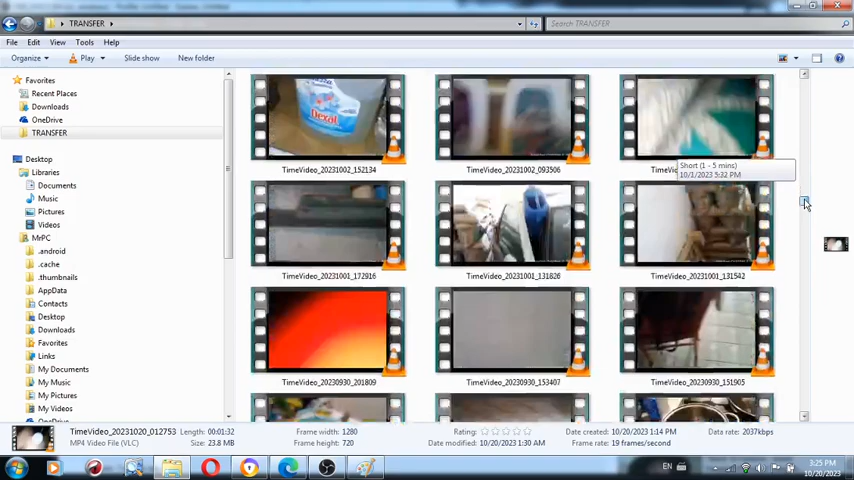 TRANSFER
Search TRANSFER
File Edit View Tools Help
Organize Play Slide show New folder
Favorites
Recent Places
Downloads
OneDrive
TRANSFER
Desktop
Libraries
Documents
Music
Pictures
Videos
MrPC
.android
.cache
.thumbnails
AppData
Contacts
Desktop
Downloads
Favorites
Links
My Documents
My Music
My Pictures
My Videos
OneDrive
Dexal
TimeVideo_20231002_152134 TimeVideo_20231002_093506
Short (1 - 5 mins)
10/1/2023 5:32 PM
TimeVideo_20231001_172916 TimeVideo_20231001_131826 TimeVideo_20231001_131542
TimeVideo_20230930_201809 TimeVideo_20230930_153407 TimeVideo_20230930_151905
TimeVideo_20231020_012753 Length: 00:01:32 Frame width: 1280 Rating: Date created: 10/20/2023 1:14 PM Data rate: 2037kbps
MP4 Video File (VLC) Size: 23.8 MB Frame height: 720 Date modified: 10/20/2023 1:30 AM Frame rate: 19 frames/second
EN 3:25 PM
10/20/2023